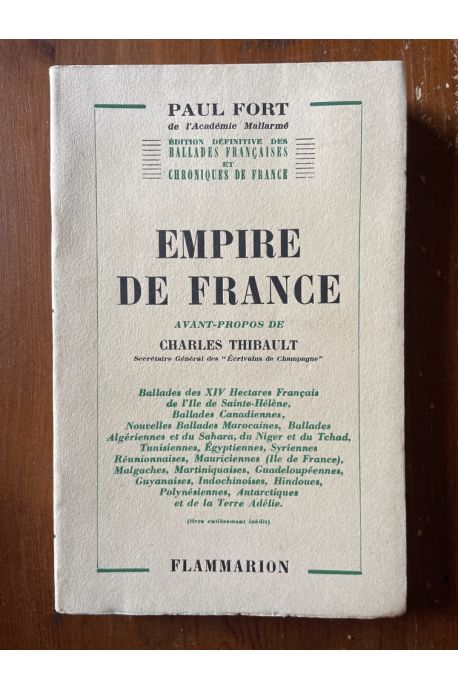 PAUL FORT
de l'Académie Mallarmé
ÉDITION DÉFINITIVE DES
BALLADES FRANÇAISES
ET
CHRONIQUES DE FRANCE
EMPIRE
DE FRANCE
AVANT-PROPOS DE
CHARLES THIBAULT
Secrétaire Général des "Écrivains de Champagne"
Ballades des XIV Hectares Français
de l'Ile de Sainte-Hélène,
Ballades Canadiennes,
Nouvelles Ballades Marocaines, Ballades
Algériennes et du Sahara, du Niger et du Tchad,
Tunisiennes, Égyptiennes, Syriennes
Réunionnaises, Mauriciennes (Ile de France),
Malgaches, Martiniquaises, Guadeloupéennes,
Guyanaises, Indochinoises, Hindoues,
Polynésiennes, Antarctiques
et de la Terre Adélie.
(livre entièrement inédit)
FLAMMARION